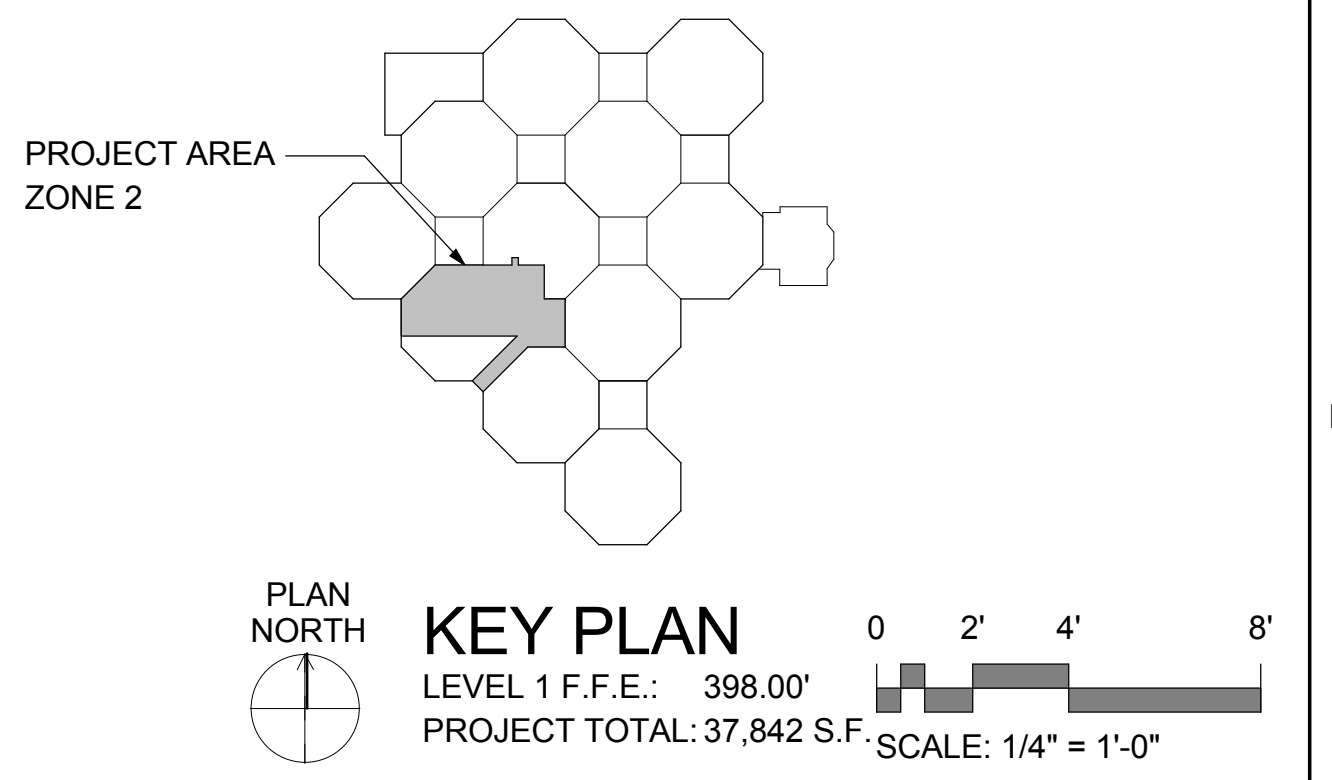 PROJECT AREA
ZONE 2
PLAN
NORTH
KEY PLAN
LEVEL 1 F.F.E.: 398.00'
PROJECT TOTAL: 37,842 S.F.
0 2' 4' 8'
SCALE: 1/4" = 1'-0"